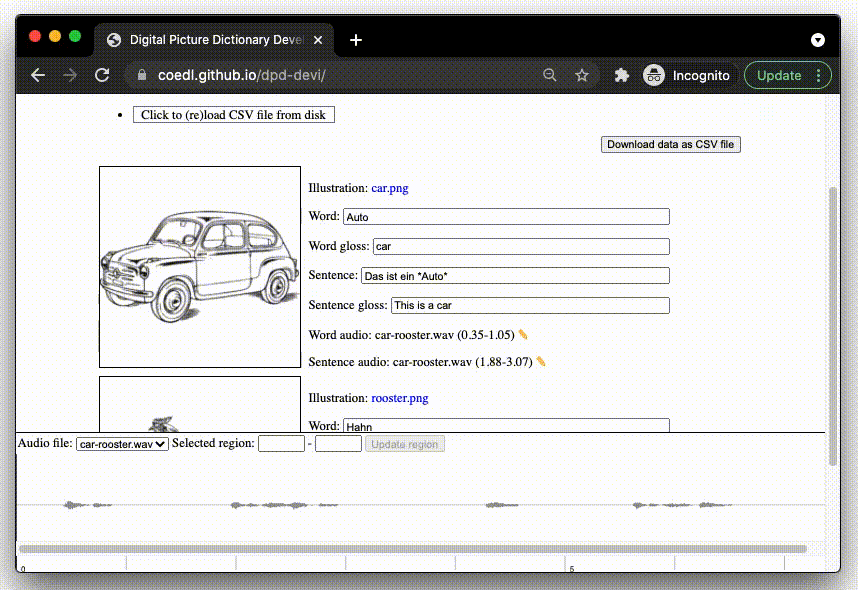 Digital Picture Dictionary Deve
coedl.github.io/dpd-devi/
Incognito
Update
Click to (re)load CSV file from disk
Download data as CSV file
Illustration: car.png
Word: Auto
Word gloss: car
Sentence: Das ist ein *Auto*
Sentence gloss: This is a car
Word audio: car-rooster.wav (0.35-1.05)
Sentence audio: car-rooster.wav (1.88-3.07)
Illustration: rooster.png
Word: Hahn
Audio file: car-rooster.wav Selected region: - Update region
0 5